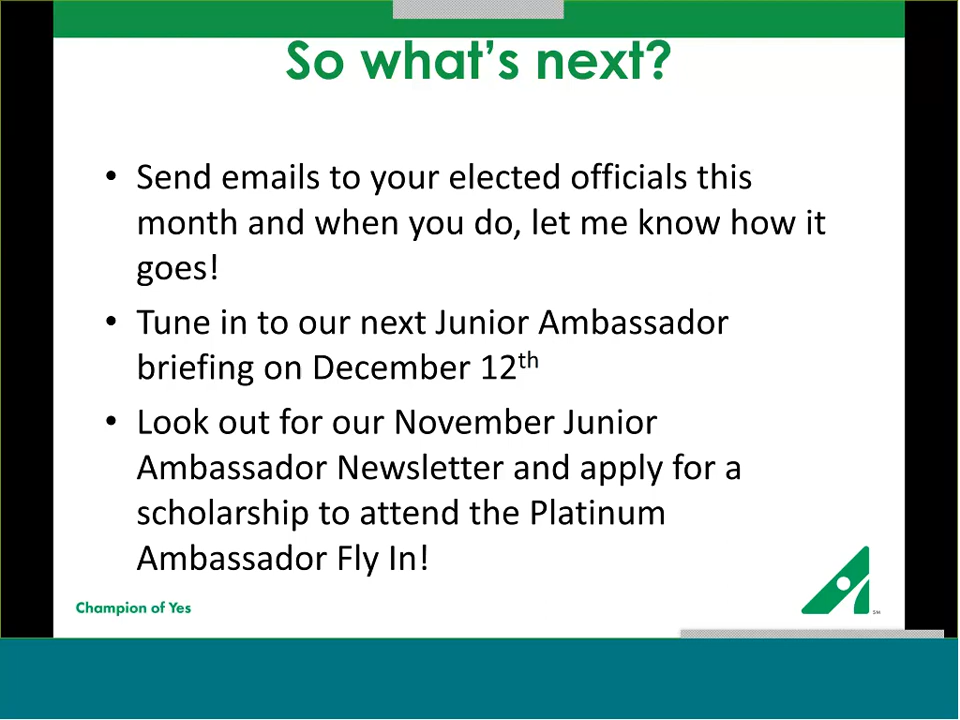 So what’s next?
• Send emails to your elected officials this
month and when you do, let me know how it
goes!
• Tune in to our next Junior Ambassador
briefing on December 12th
• Look out for our November Junior
Ambassador Newsletter and apply for a
scholarship to attend the Platinum
Ambassador Fly In!
Champion of Yes
SM